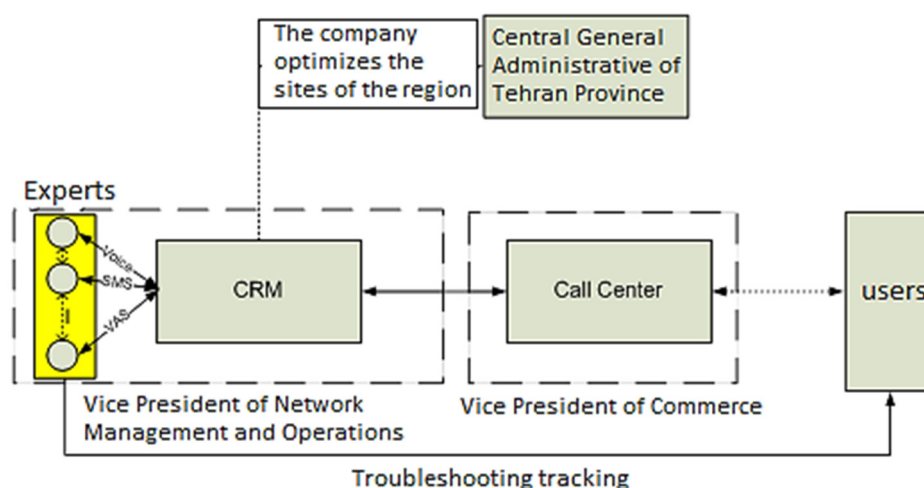 The company
optimizes the
sites of the region
Central General
Administrative of
Tehran Province
Experts
Voice
SMS
VAS
CRM
Call Center
users
Vice President of Network
Management and Operations
Vice President of Commerce
Troubleshooting tracking